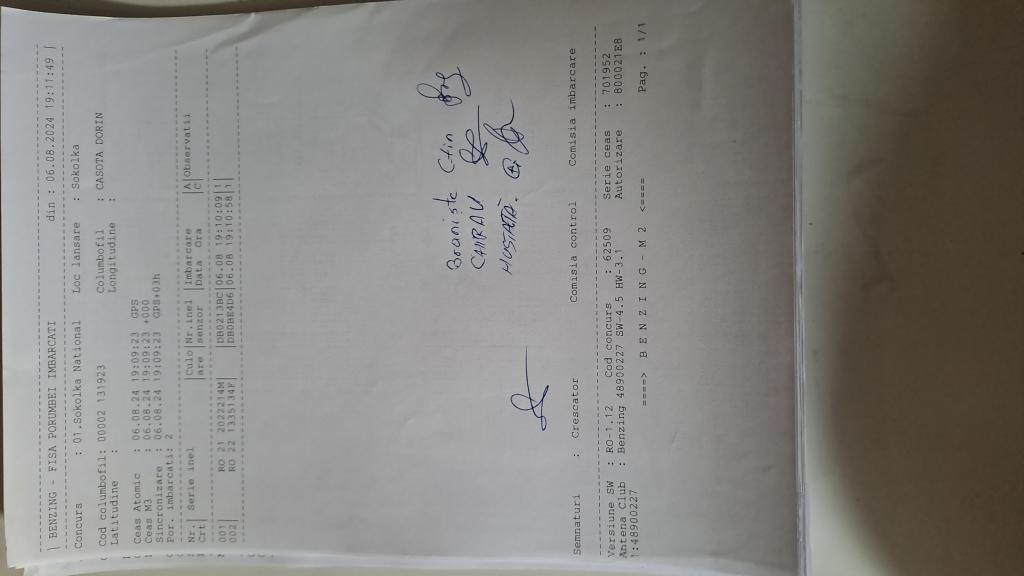 | BENZING - FISA PORUMBEI IMBARCATI din : 06.08.2024 19:11:49 |
Concurs : 01.Sokolka National Loc lansare : Sokolka
Cod columbofil: 00002 131923 Columbofil : CASOTA DORIN
Latitudine : Longitudine :
Ceas Atomic : 06.08.24 19:09:23 GPS
Ceas M3 : 06.08.24 19:09:23 +000
Sincronizare : 06.08.24 19:09:23 GPS+03h
Por. imbarcati: 2
Nr.| Serie inel |Culo|Nr.inel |Imbarcare |A|Observatii
Crt| |are |senzor |Data Ora |C|
001| RO 21 2022214M | |DB0213BC|06.08 19:10:09|1|
002| RO 22 1335134F | |DB0BE4D6|06.08 19:10:58|1|
Braniste Ctin
HUSTATĂ.
Semnaturi : Crescator Comisia control Comisia imbarcare
Versiune SW : RO-1.12 Cod concurs : 62509 Serie ceas : 701952
Antena Club : Benzing 48900227 SW-4.5 HW-3.1 Autorizare : 800021E8
1:48900227
====> B E N Z I N G - M 2 <==== Pag. : 1/1